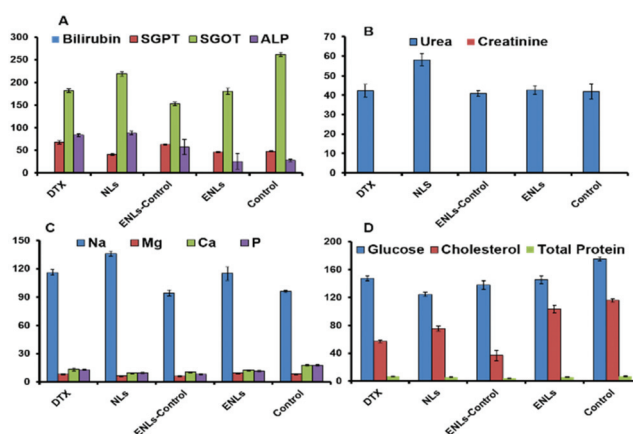 A
Bilirubin SGPT SGOT ALP
300
250
200
150
100
50
0
DTX NLs ENLs-Control ENLs Control
B
Urea Creatinine
70
60
50
40
30
20
10
0
DTX NLS ENLs-Control ENLs Control
C
Na Mg Ca P
150
120
90
60
30
0
DTX NLs ENLs-Control ENLs Control
D
Glucose Cholesterol Total Protein
200
160
120
80
40
0
DTX NLs ENLs-Control ENLs Control